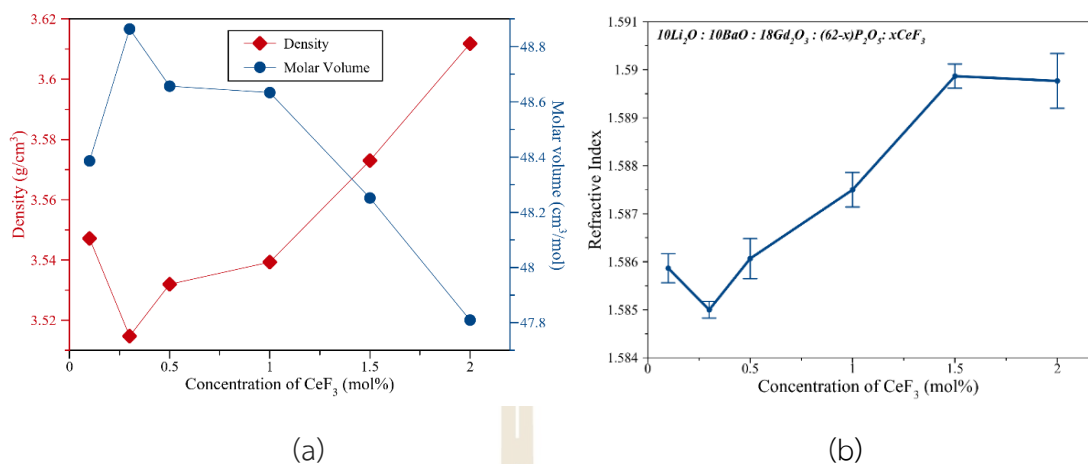 3.62
3.6
3.58
3.56
3.54
3.52
Density (g/cm³)
Density
Molar Volume
48.8
48.6
48.4
48.2
48
47.8
Molar volume (cm³/mol)
0 0.5 1 1.5 2
Concentration of CeF₃ (mol%)
(a)
1.591
1.59
1.589
1.588
1.587
1.586
1.585
1.584
Refractive Index
10Li₂O : 10BaO : 18Gd₂O₃ : (62-x)P₂O₅: xCeF₃
0 0.5 1 1.5 2
Concentration of CeF₃ (mol%)
(b)